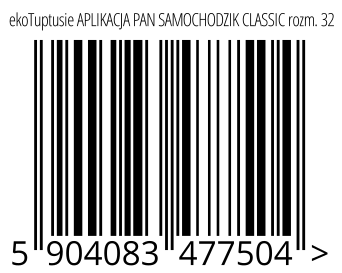 ekoTuptusie APLIKACJA PAN SAMOCHODZIK CLASSIC rozm. 32
5 904083 477504 >